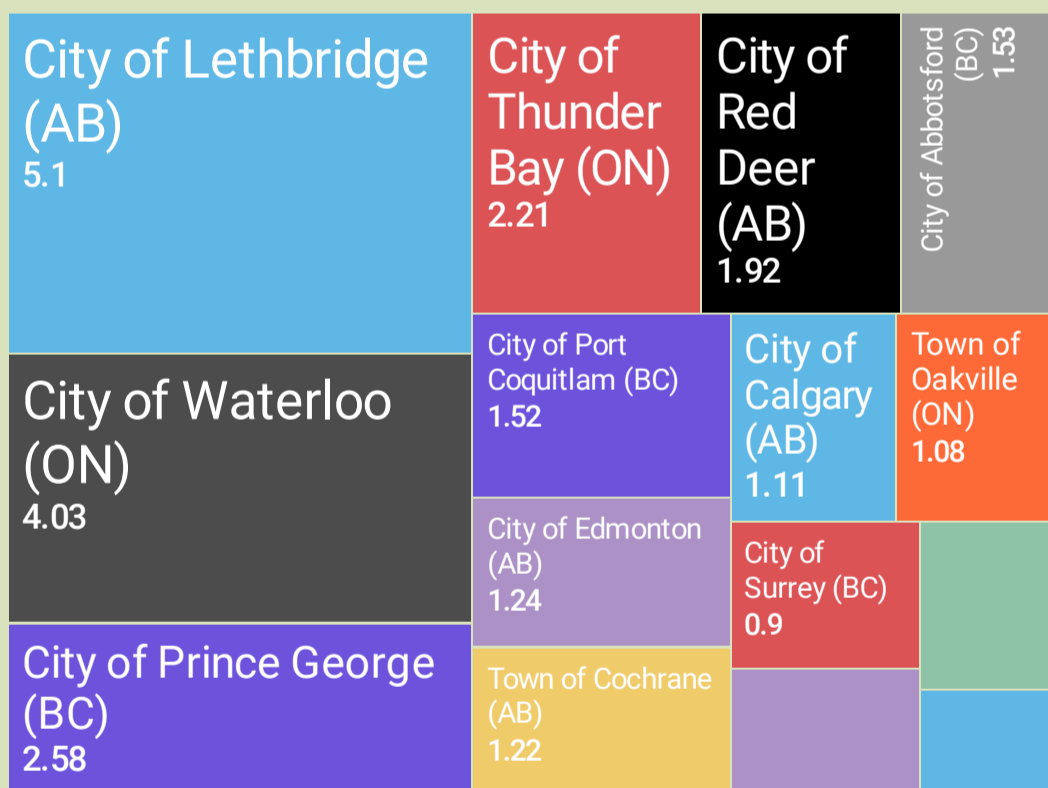 City of Lethbridge
(AB)
5.1
City of Waterloo
(ON)
4.03
City of Prince George
(BC)
2.58
City of
Thunder
Bay (ON)
2.21
City of
Red
Deer
(AB)
1.92
City of Abbotsford
(BC)
1.53
City of Port
Coquitlam (BC)
1.52
City of
Calgary
(AB)
1.11
Town of
Oakville
(ON)
1.08
City of Edmonton
(AB)
1.24
City of
Surrey (BC)
0.9
Town of Cochrane
(AB)
1.22